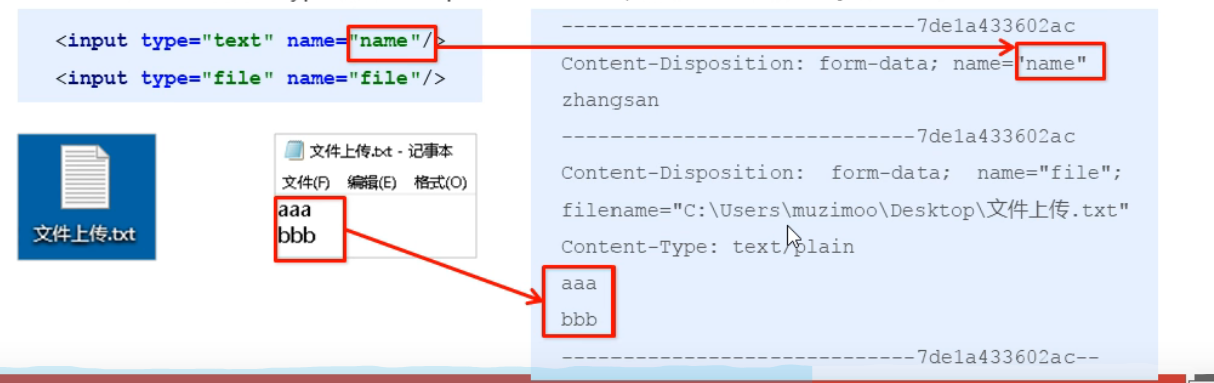 <input type="text" name="name"/>
<input type="file" name="file"/>
文件上传.txt
文件上传.txt - 记事本
文件(F) 编辑(E) 格式(O)
aaa
bbb
-----------------------------7de1a433602ac
Content-Disposition: form-data; name="name"
zhangsan
-----------------------------7de1a433602ac
Content-Disposition: form-data; name="file";
filename="C:\Users\muzimoo\Desktop\文件上传.txt"
Content-Type: text/plain
aaa
bbb
-----------------------------7de1a433602ac--